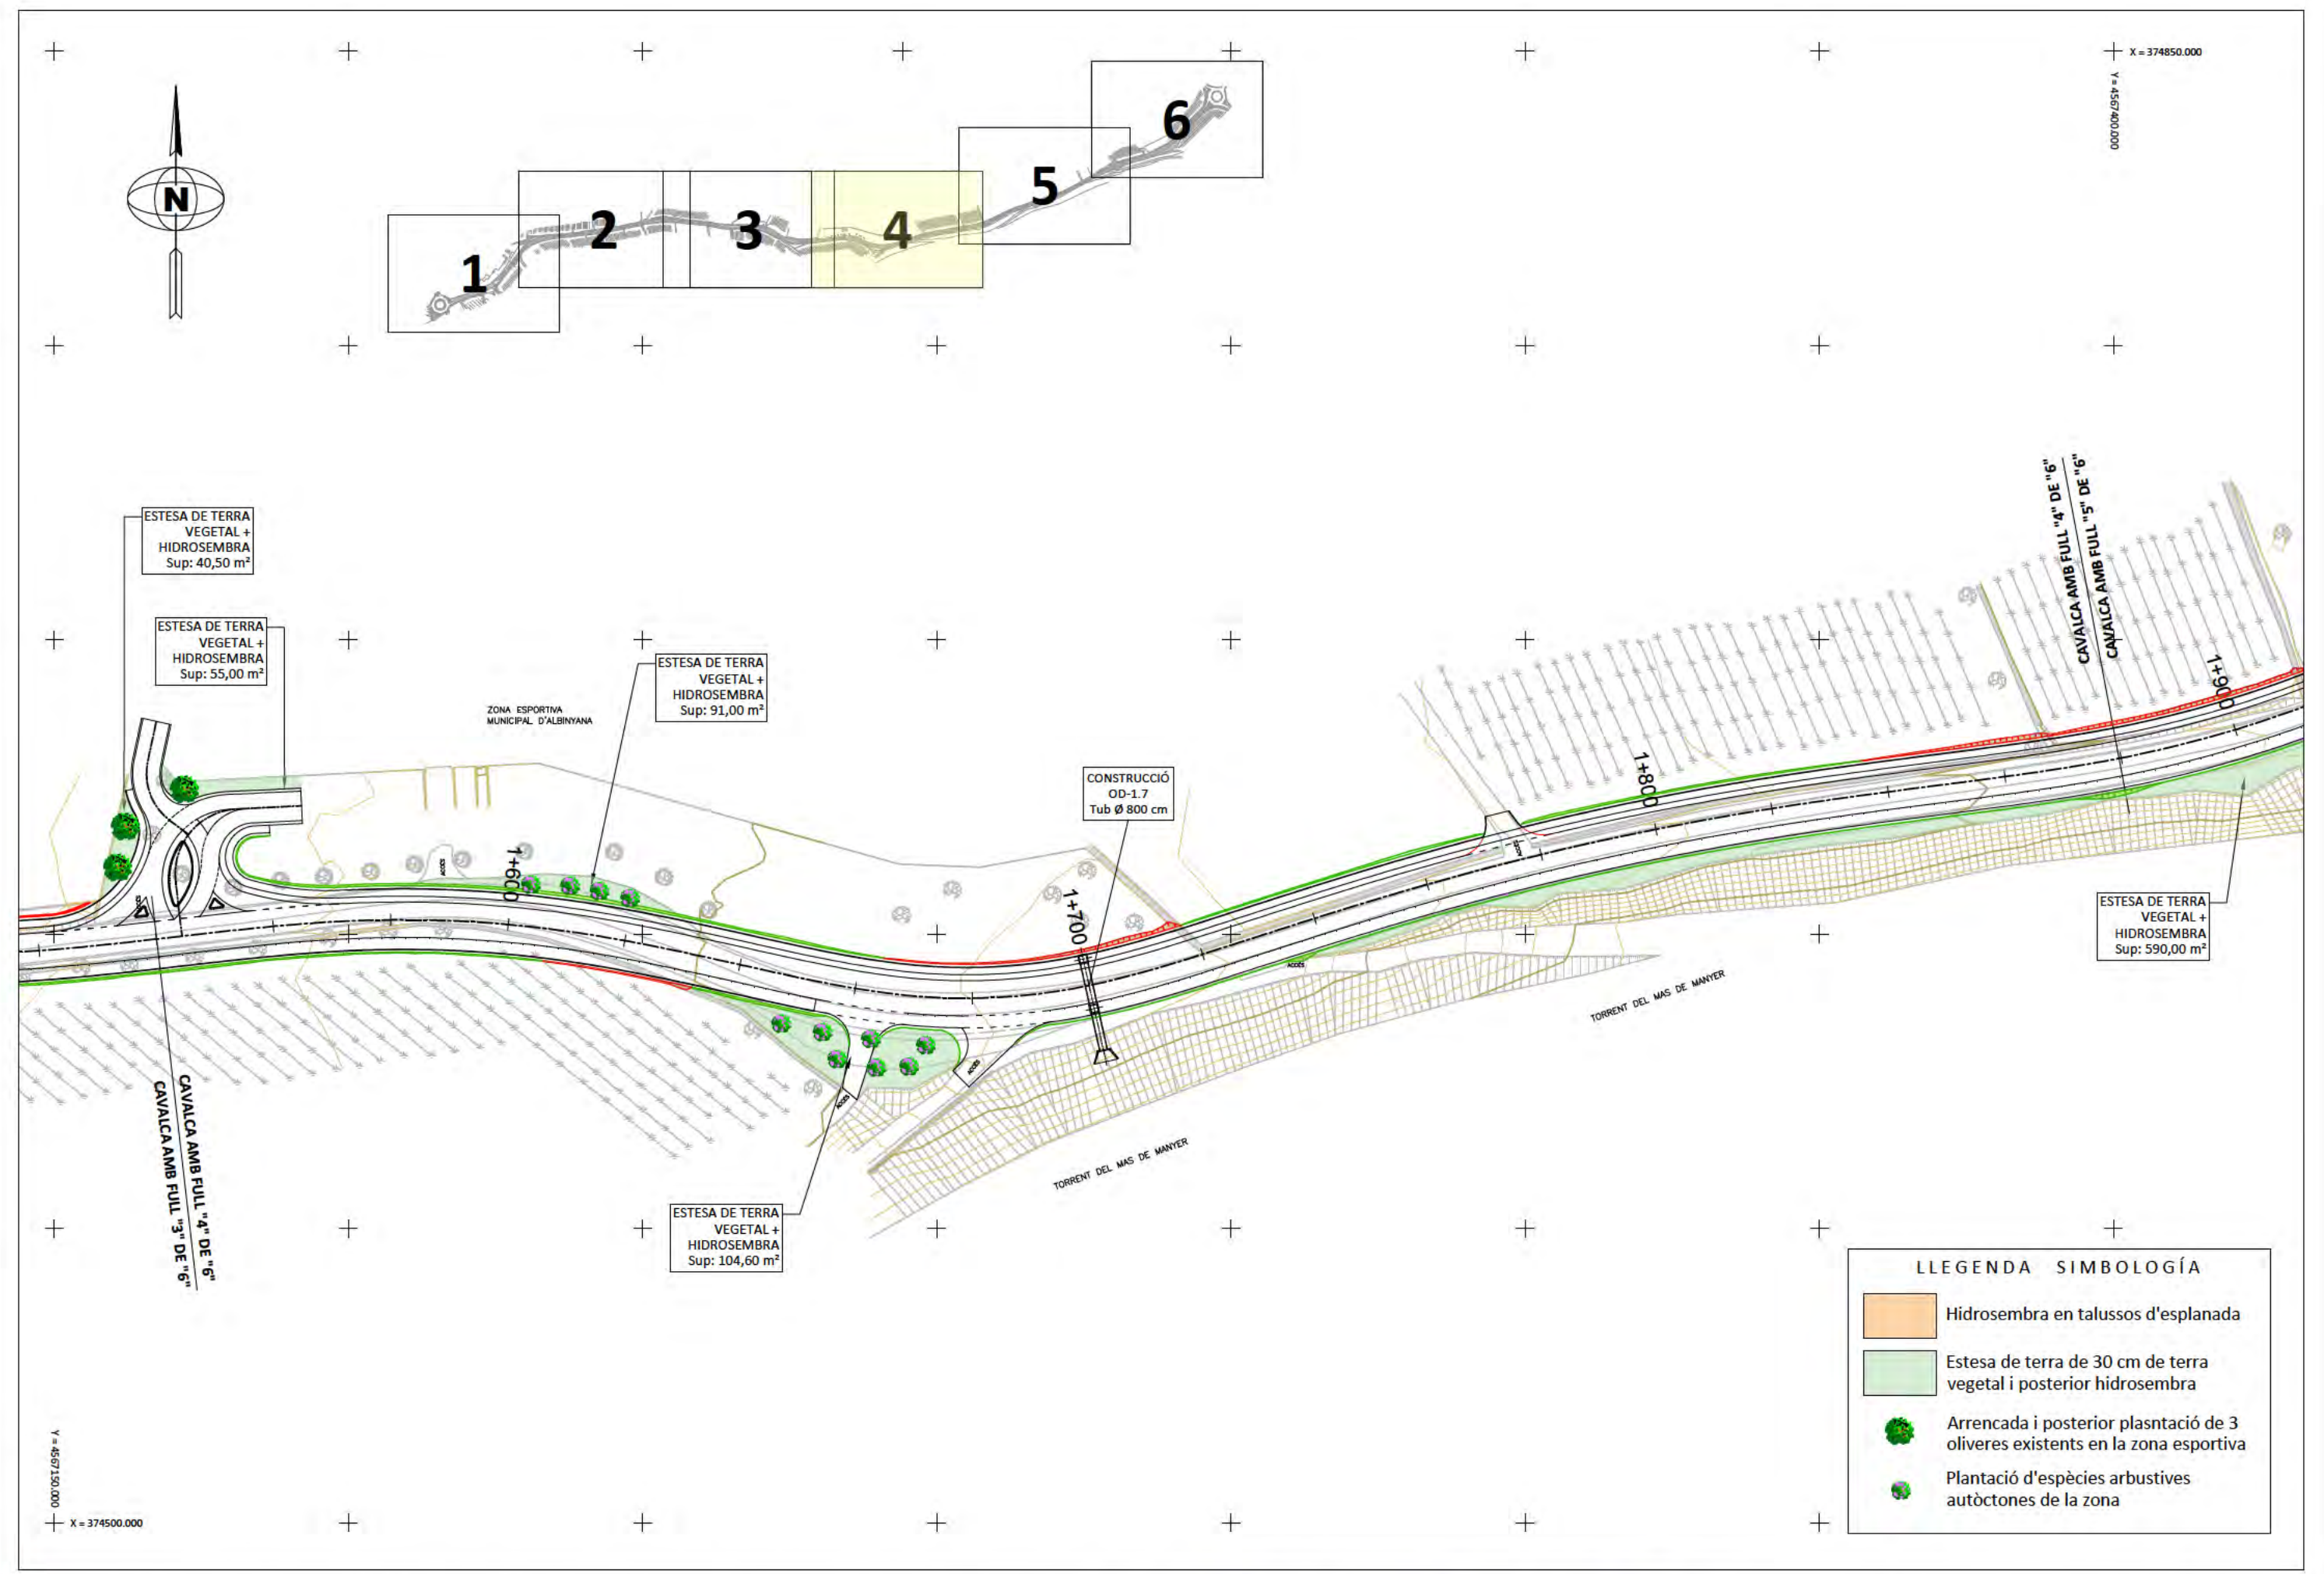 X = 374850.000
Y = 4567400.000
N
1
2
3
4
5
6
ESTESA DE TERRA
VEGETAL +
HIDROSEMBRA
Sup: 40,50 m²
ESTESA DE TERRA
VEGETAL +
HIDROSEMBRA
Sup: 55,00 m²
ZONA ESPORTIVA
MUNICIPAL D'ALBINYANA
ESTESA DE TERRA
VEGETAL +
HIDROSEMBRA
Sup: 91,00 m²
CONSTRUCCIÓ
OD-1.7
Tub Ø 800 cm
CAVALCA AMB FULL "4" DE "6"
CAVALCA AMB FULL "5" DE "6"
1+600
1+700
1+800
1+900
ACCÉS
ACCÉS
ACCÉS
ACCÉS
ACCÉS
ACCÉS
ESTESA DE TERRA
VEGETAL +
HIDROSEMBRA
Sup: 590,00 m²
TORRENT DEL MAS DE MANYER
TORRENT DEL MAS DE MANYER
CAVALCA AMB FULL "4" DE "6"
CAVALCA AMB FULL "3" DE "6"
ESTESA DE TERRA
VEGETAL +
HIDROSEMBRA
Sup: 104,60 m²
LLEGENDA SIMBOLOGÍA
Hidrosembra en talussos d'esplanada
Estesa de terra de 30 cm de terra
vegetal i posterior hidrosembra
Arrencada i posterior plasntació de 3
oliveres existents en la zona esportiva
Plantació d'espècies arbustives
autòctones de la zona
Y = 4567150.000
X = 374500.000